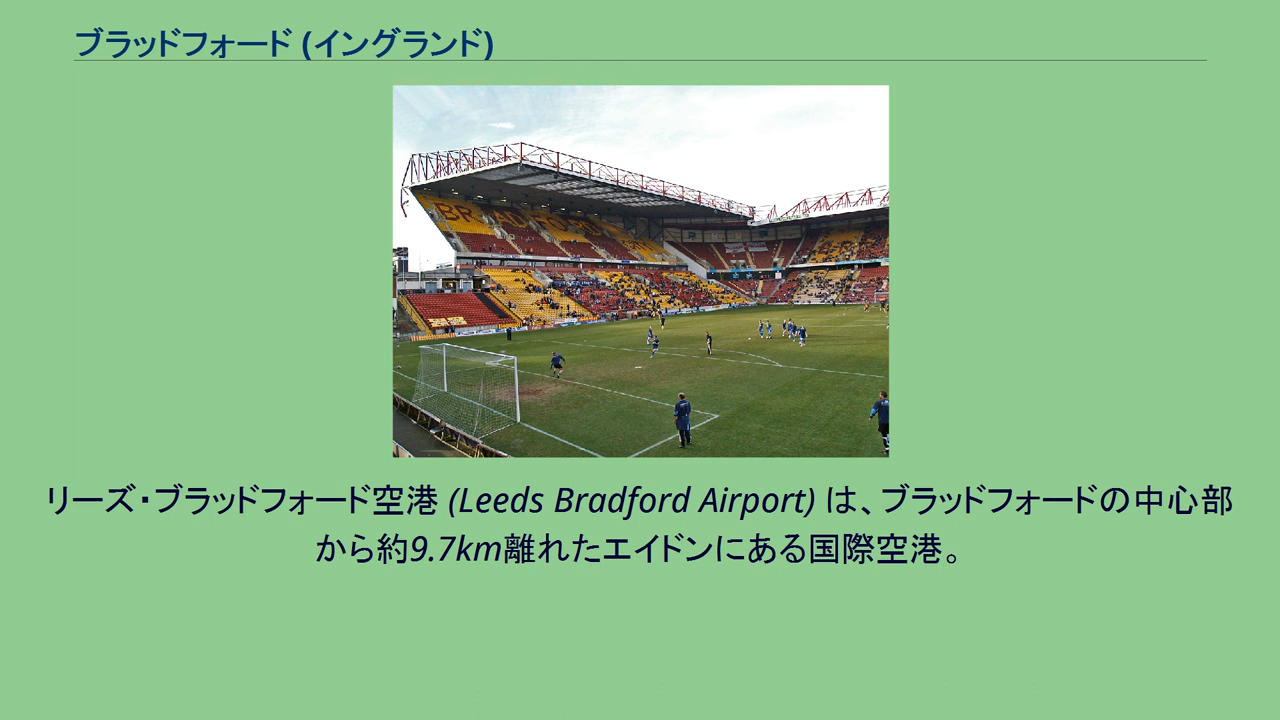 ブラッドフォード (イングランド)
BRADFORD
リーズ・ブラッドフォード空港 (Leeds Bradford Airport) は、ブラッドフォードの中心部
から約9.7km離れたエイドンにある国際空港。